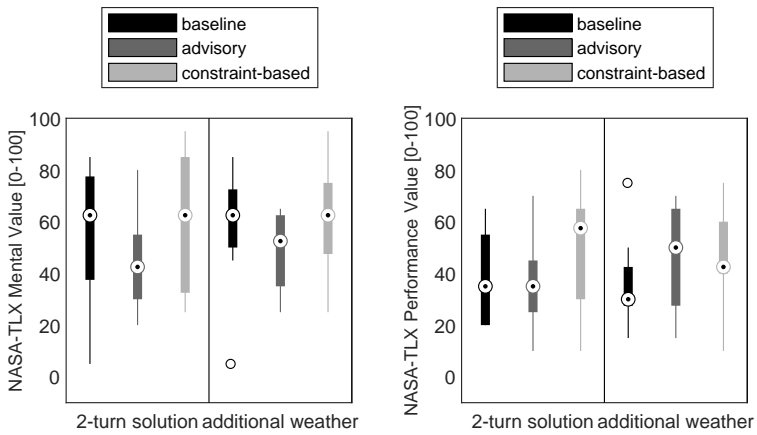 baseline
advisory
constraint-based
NASA-TLX Mental Value [0-100]
100
80
60
40
20
0
2-turn solution additional weather
baseline
advisory
constraint-based
NASA-TLX Performance Value [0-100]
100
80
60
40
20
0
2-turn solution additional weather